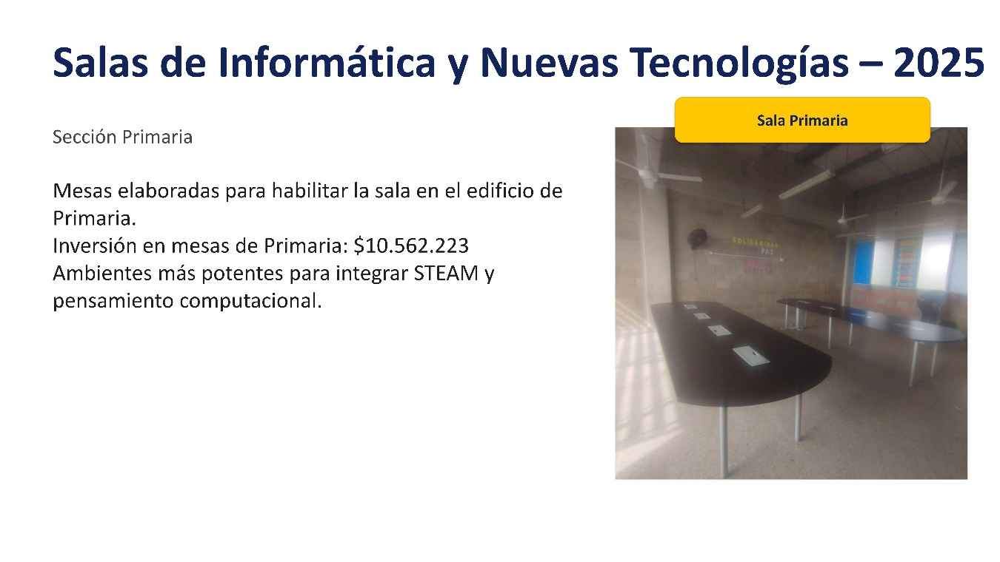 Salas de Informática y Nuevas Tecnologías – 2025
Sala Primaria
Sección Primaria
Mesas elaboradas para habilitar la sala en el edificio de
Primaria.
Inversión en mesas de Primaria: $10.562.223
Ambientes más potentes para integrar STEAM y
pensamiento computacional.
SOLIDARIDAD
PAZ